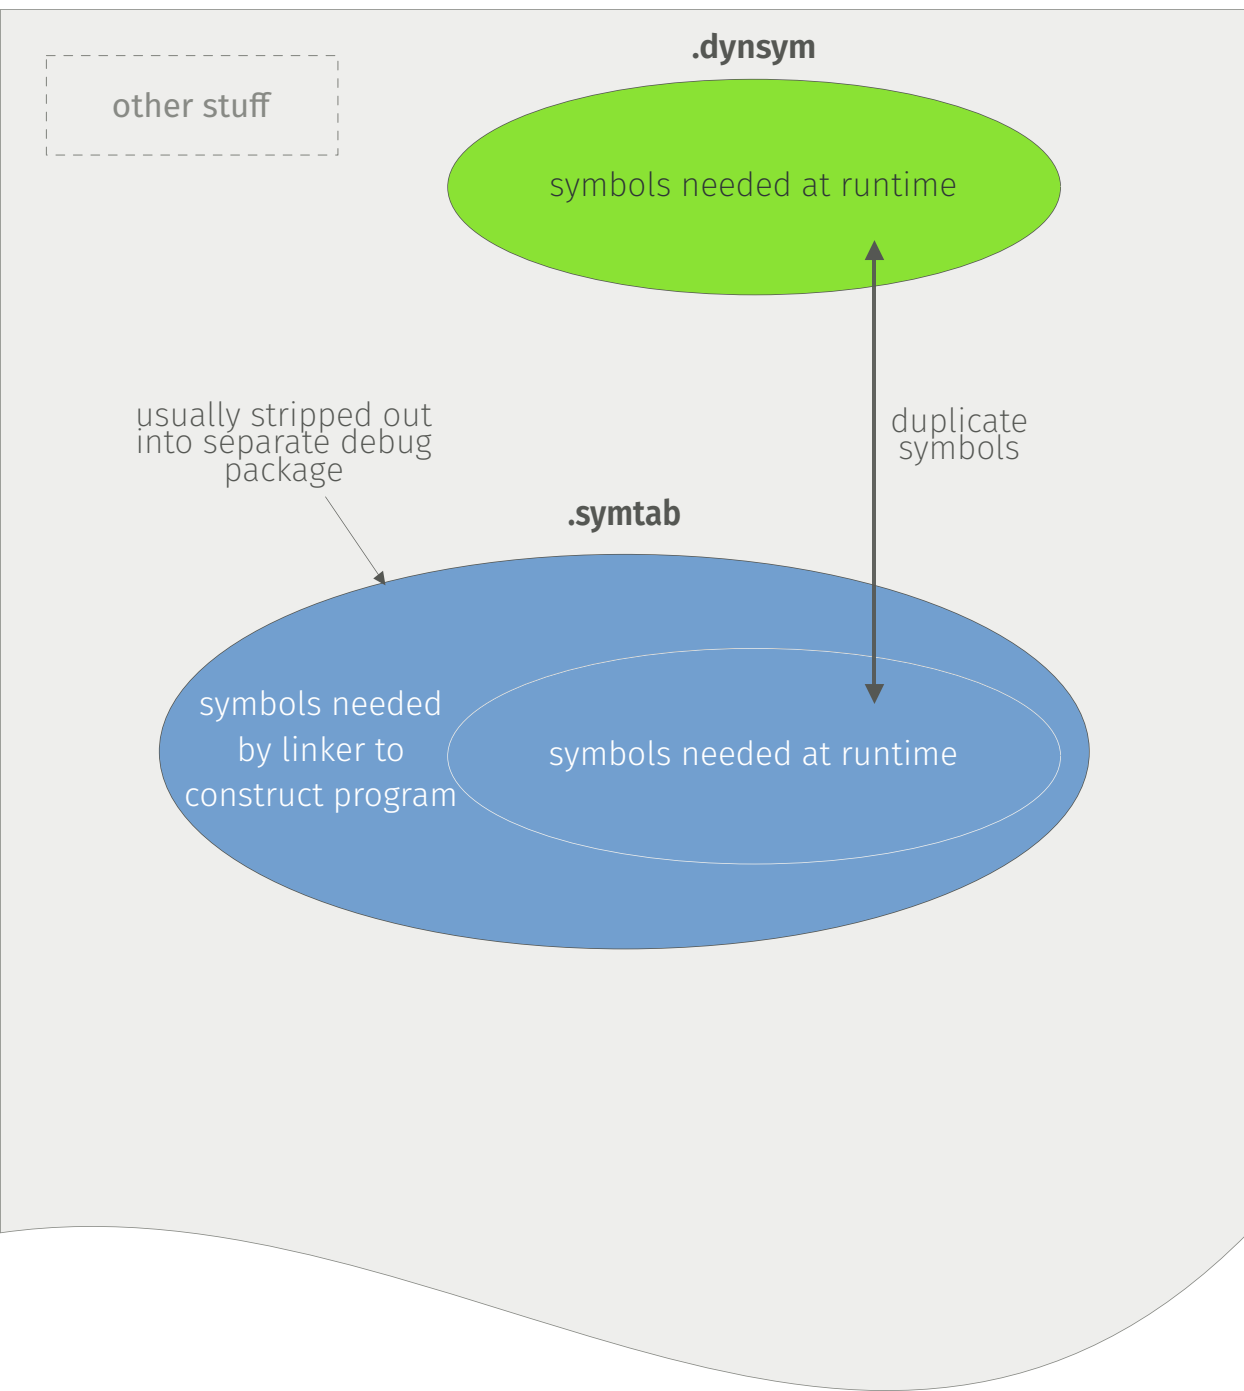 .dynsym
other stuff
symbols needed at runtime
usually stripped out
into separate debug
package
duplicate
symbols
.symtab
symbols needed
by linker to
construct program
symbols needed at runtime